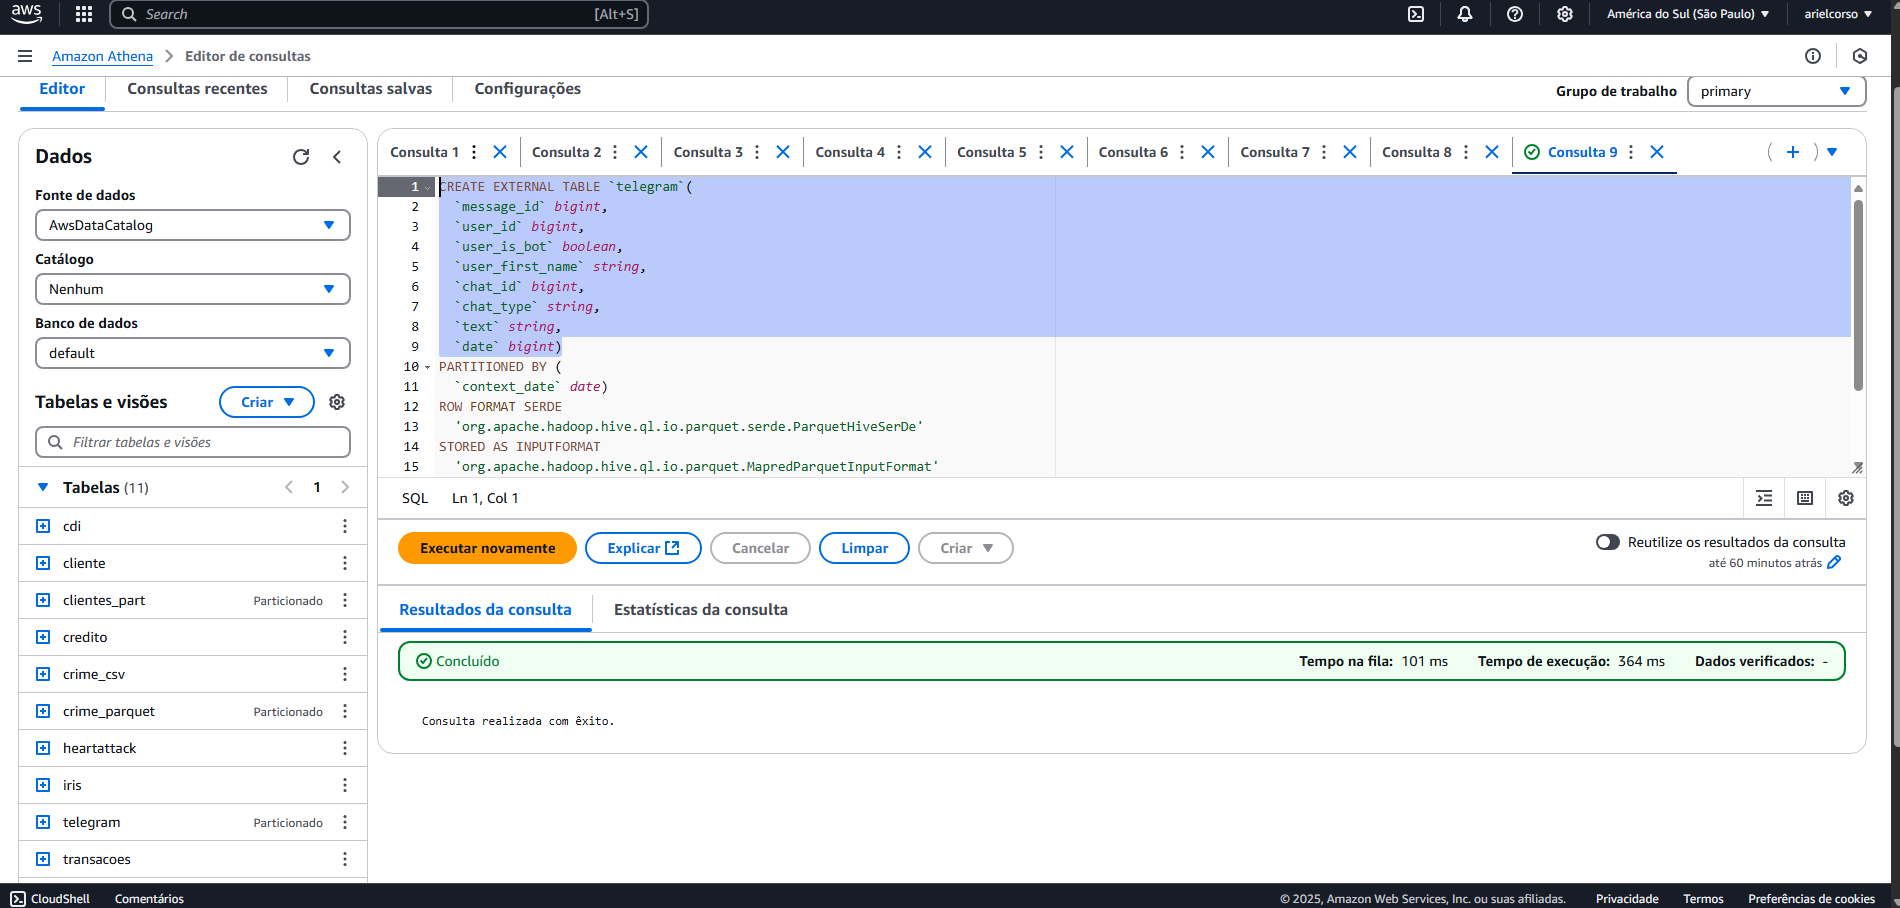 aws
Search [Alt+S]
América do Sul (São Paulo) arielcorso
Amazon Athena Editor de consultas
Editor Consultas recentes Consultas salvas Configurações
Grupo de trabalho primary
Dados
Fonte de dados
AwsDataCatalog
Catálogo
Nenhum
Banco de dados
default
Tabelas e visões Criar
Filtrar tabelas e visões
Tabelas (11) 1
cdi
cliente
clientes_part Particionado
credito
crime_csv
crime_parquet Particionado
heartattack
iris
telegram Particionado
transacoes
Consulta 1 Consulta 2 Consulta 3 Consulta 4 Consulta 5 Consulta 6 Consulta 7 Consulta 8 Consulta 9
1 CREATE EXTERNAL TABLE `telegram`(
2 `message_id` bigint,
3 `user_id` bigint,
4 `user_is_bot` boolean,
5 `user_first_name` string,
6 `chat_id` bigint,
7 `chat_type` string,
8 `text` string,
9 `date` bigint)
10 PARTITIONED BY (
11 `context_date` date)
12 ROW FORMAT SERDE
13 'org.apache.hadoop.hive.ql.io.parquet.serde.ParquetHiveSerDe'
14 STORED AS INPUTFORMAT
15 'org.apache.hadoop.hive.ql.io.parquet.MapredParquetInputFormat'
SQL Ln 1, Col 1
Executar novamente Explicar Cancelar Limpar Criar
Reutilize os resultados da consulta
até 60 minutos atrás
Resultados da consulta Estatísticas da consulta
Concluído Tempo na fila: 101 ms Tempo de execução: 364 ms Dados verificados: -
Consulta realizada com êxito.
CloudShell Comentários © 2025, Amazon Web Services, Inc. ou suas afiliadas. Privacidade Termos Preferências de cookies